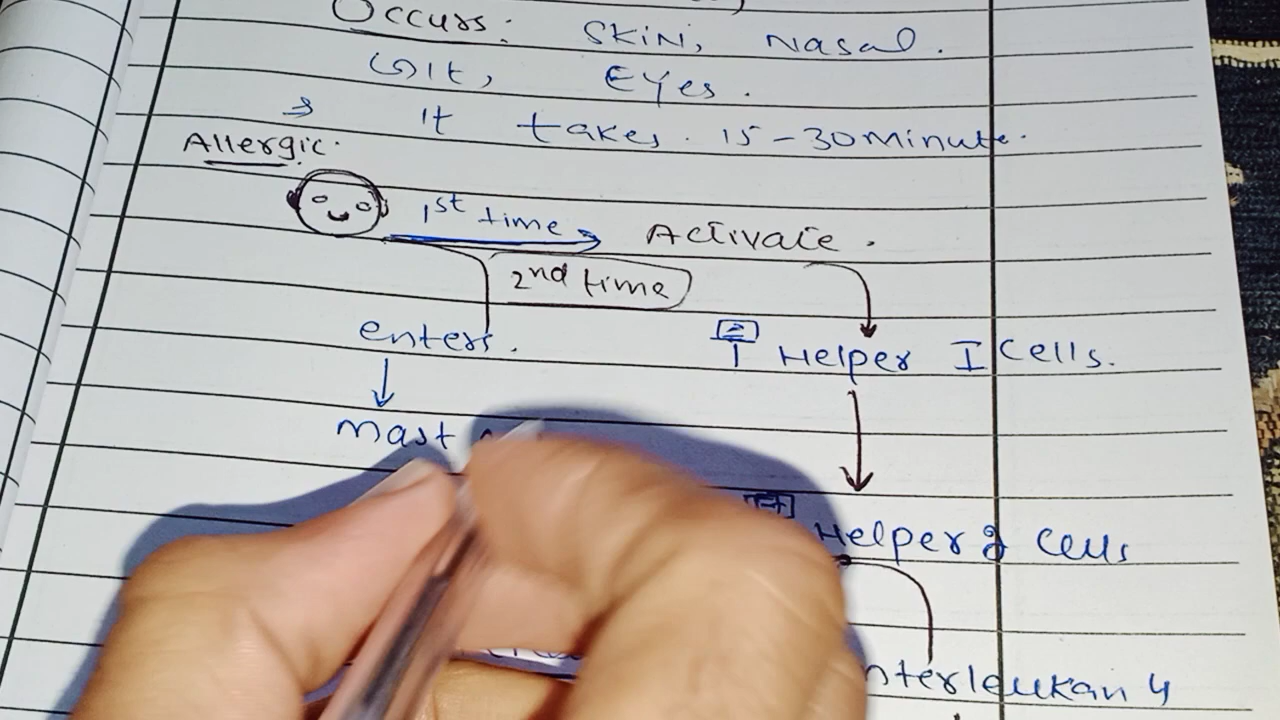 Occurs: Skin, Nasal.
GIt, Eyes.
→ It takes. 15-30 Minute.
Allergic.
1st time → Activate.
2nd time
enters.
T Helper I Cells.
↓
Mast
Helper 2 Cells
nterleukan 4